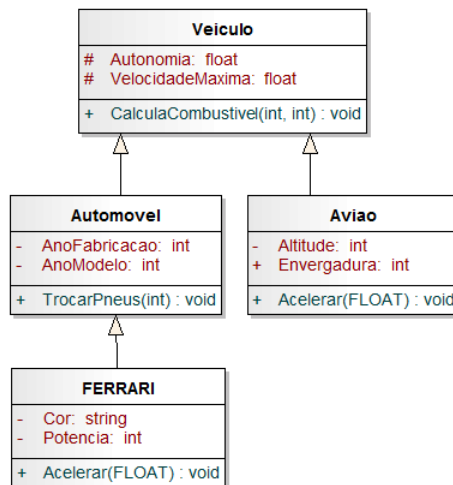 Veiculo
# Autonomia: float
# VelocidadeMaxima: float
+ CalculaCombustivel(int, int) : void
Automovel
- AnoFabricacao: int
- AnoModelo: int
+ TrocarPneus(int) : void
Aviao
- Altitude: int
+ Envergadura: int
+ Acelerar(FLOAT) : void
FERRARI
- Cor: string
- Potencia: int
+ Acelerar(FLOAT) : void